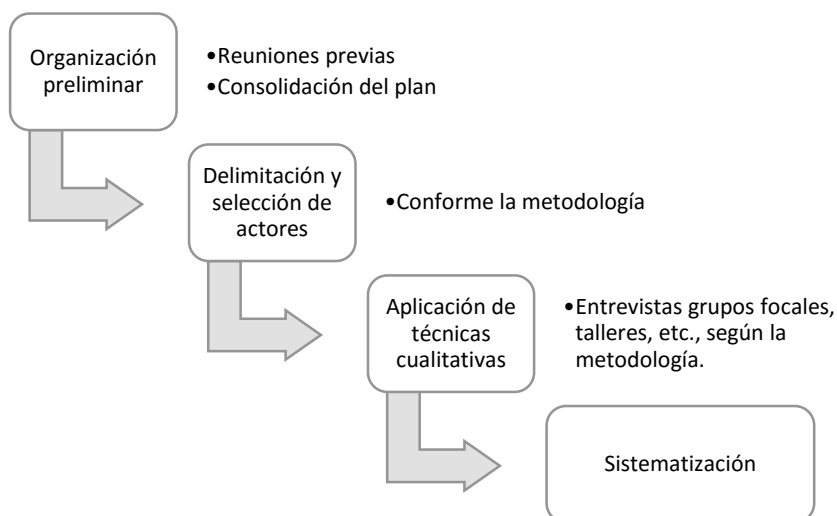 Organización
preliminar
•Reuniones previas
•Consolidación del plan
Delimitación y
selección de
actores
•Conforme la metodología
Aplicación de
técnicas
cualitativas
•Entrevistas grupos focales,
talleres, etc., según la
metodología.
Sistematización